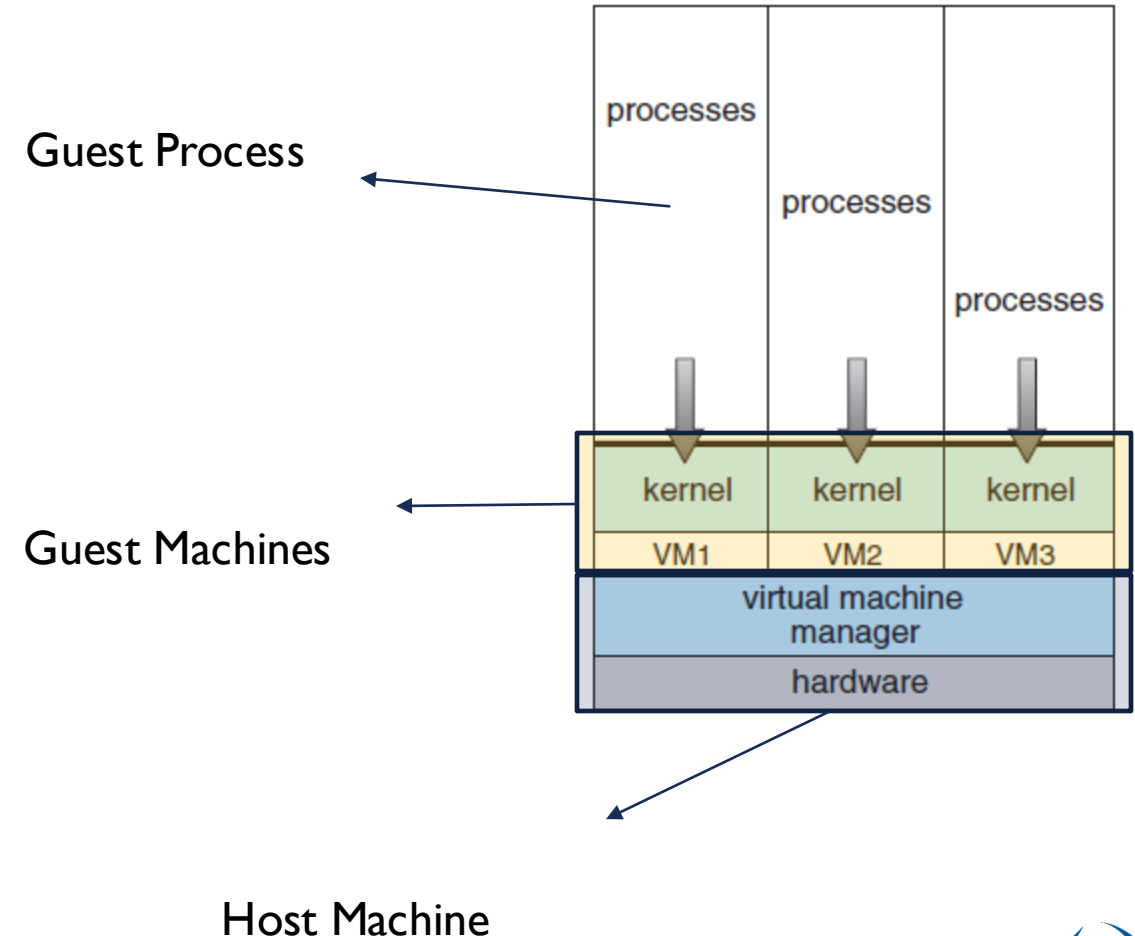 processes
Guest Process
processes
processes
kernel kernel kernel
Guest Machines
VM1 VM2 VM3
virtual machine
manager
hardware
Host Machine